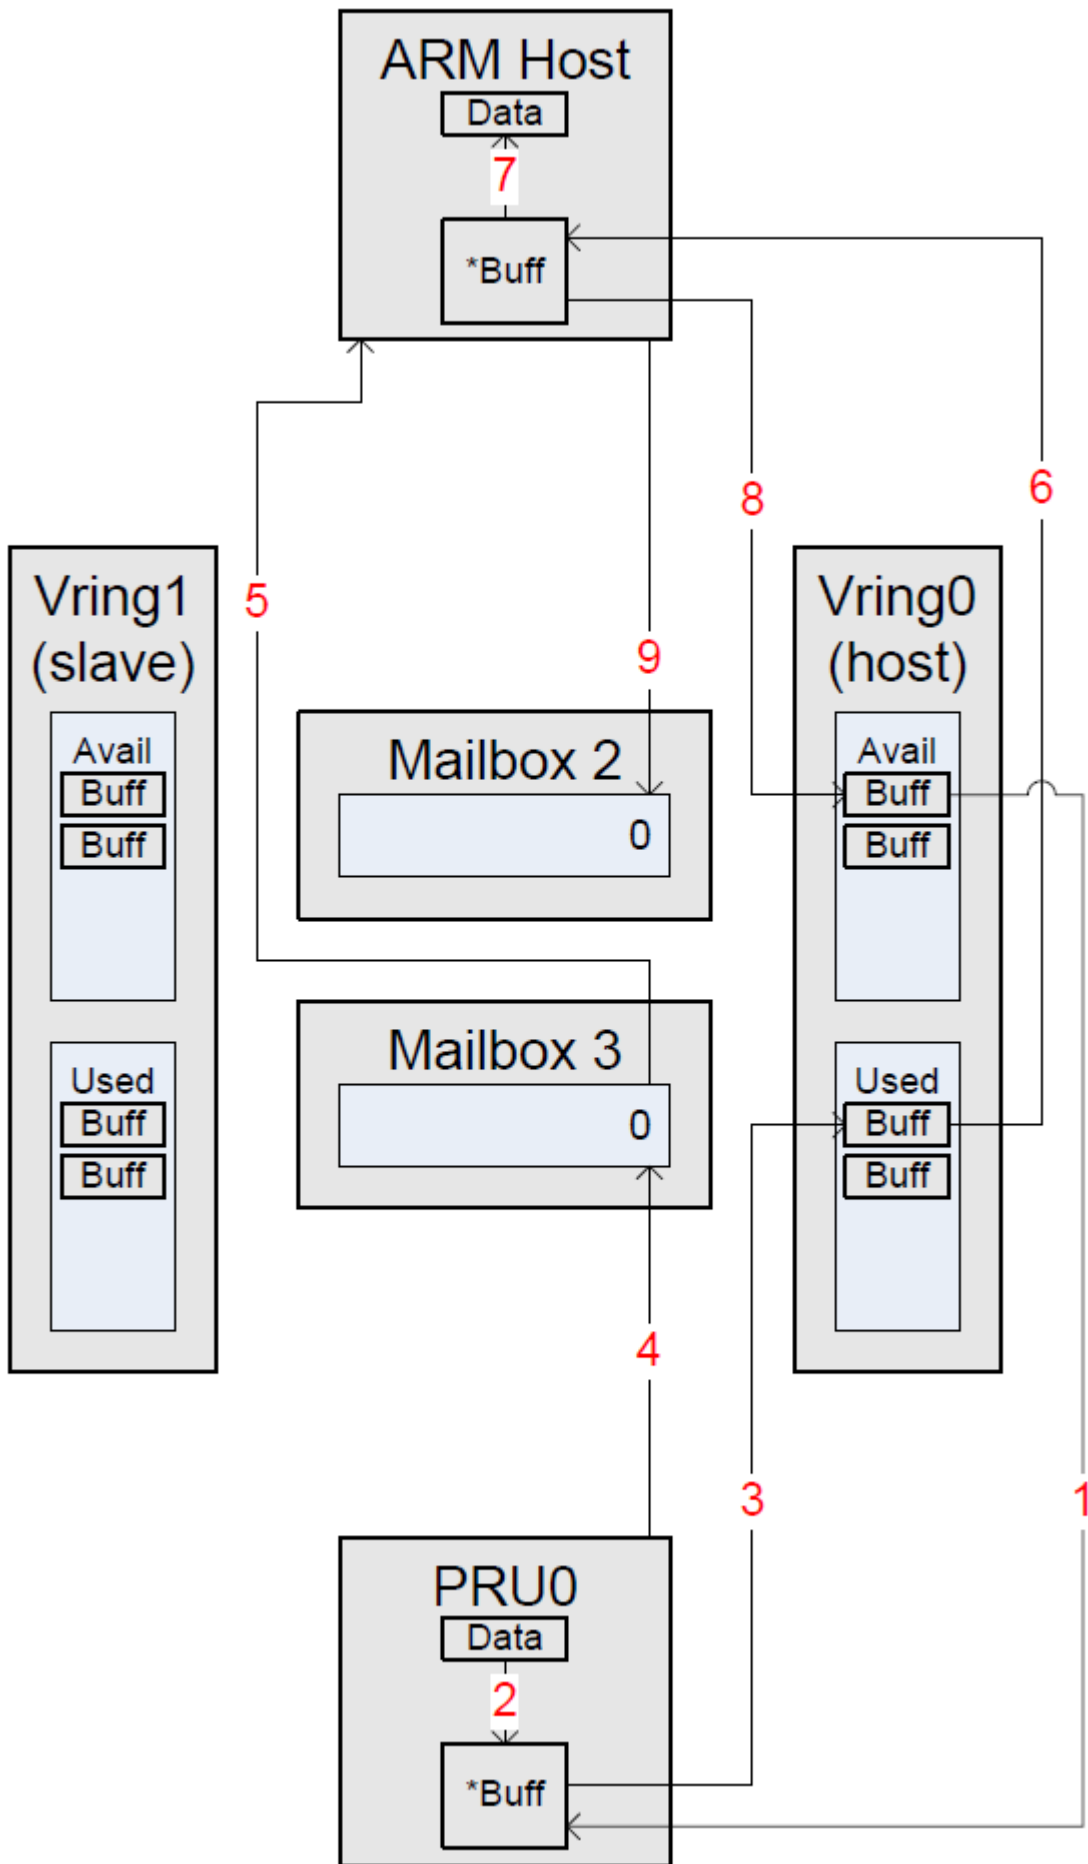 ARM Host
Data
7
*Buff
6
8
5
9
Vring1
(slave)
Avail
Buff
Buff
Used
Buff
Buff
Mailbox 2
0
Mailbox 3
0
Vring0
(host)
Avail
Buff
Buff
Used
Buff
Buff
4
3
1
PRU0
Data
2
*Buff